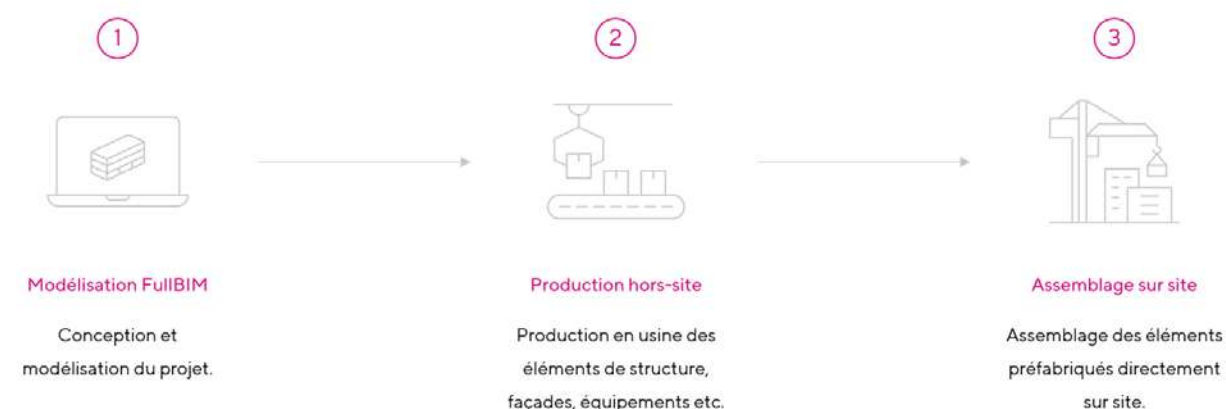 1
Modélisation FullBIM
Conception et
modélisation du projet.
2
Production hors-site
Production en usine des
éléments de structure,
façades, équipements etc.
3
Assemblage sur site
Assemblage des éléments
préfabriqués directement
sur site.